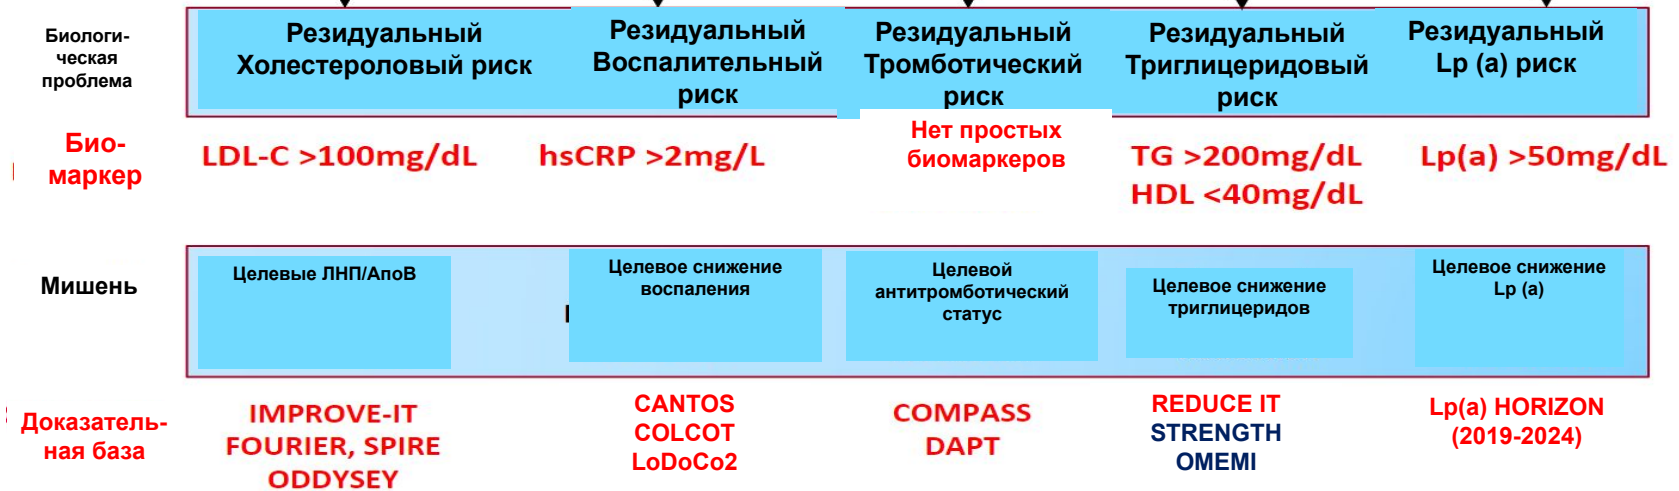 Биологи-
ческая
проблема
Резидуальный
Холестероловый риск
Резидуальный
Воспалительный
риск
Резидуальный
Тромботический
риск
Резидуальный
Триглицеридовый
риск
Резидуальный
Lp (a) риск
Био-
маркер
LDL-C >100mg/dL
hsCRP >2mg/L
Нет простых
биомаркеров
TG >200mg/dL
HDL <40mg/dL
Lp(a) >50mg/dL
Мишень
Целевые ЛНП/АпоВ
Целевое снижение
воспаления
Целевой
антитромботический
статус
Целевое снижение
триглицеридов
Целевое снижение
Lp (a)
Доказатель-
ная база
IMPROVE-IT
FOURIER, SPIRE
ODDYSEY
CANTOS
COLCOT
LoDoCo2
COMPASS
DAPT
REDUCE IT
STRENGTH
OMEMI
Lp(a) HORIZON
(2019-2024)